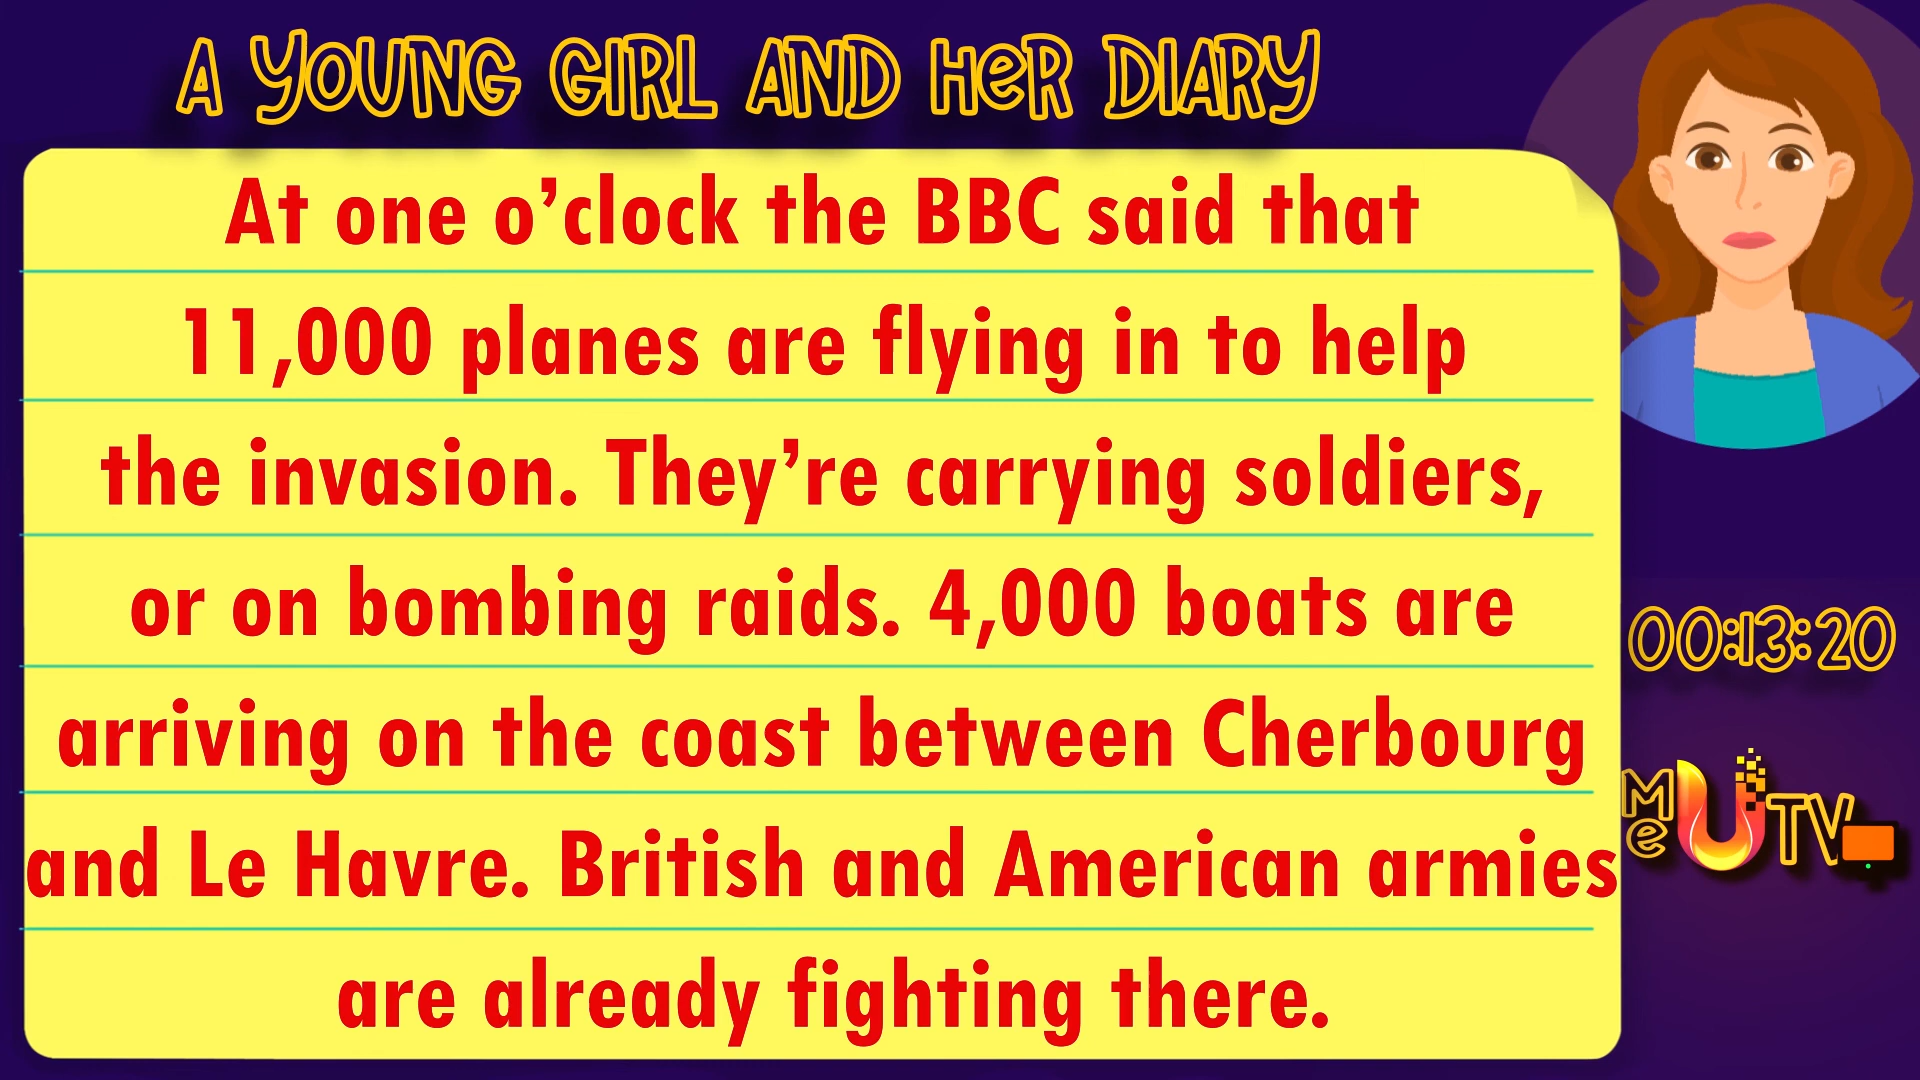 A YOUNG GIRL AND HeR DIARY
At one o’clock the BBC said that
11,000 planes are flying in to help
the invasion. They’re carrying soldiers,
or on bombing raids. 4,000 boats are
arriving on the coast between Cherbourg
and Le Havre. British and American armies
are already fighting there.
00:13:20
Me U TV